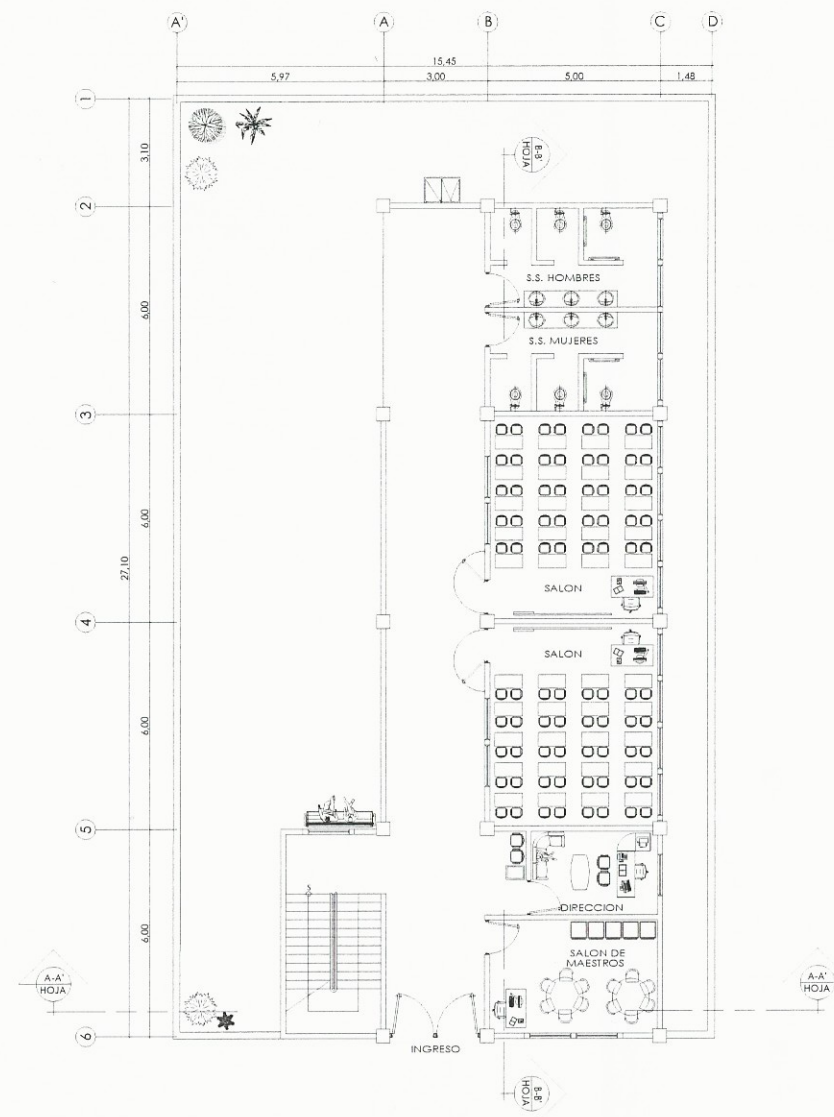 A'
A
B
C
D
15,45
5,97
3,00
5,00
1,48
1
3,10
B-B'
HOJA
2
6,00
S.S. HOMBRES
S.S. MUJERES
3
6,00
27,10
SALON
4
SALON
6,00
5
S
DIRECCION
6,00
SALON DE
MAESTROS
A-A'
HOJA
A-A'
HOJA
6
INGRESO
B-B'
HOJA